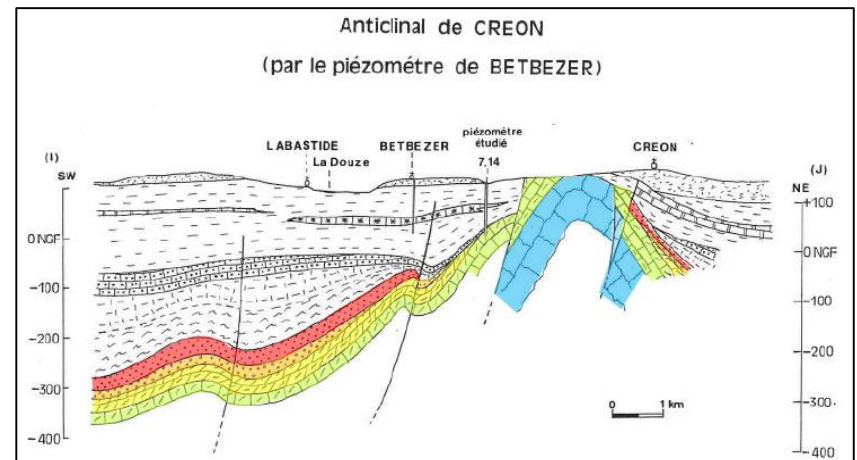 Anticlinal de CREON
(par le piézométre de BETBEZER)
piézomètre
étudié
LABASTIDE
BETBEZER
7.14
CREON
La Douze
(I)
SW
(J)
NE
+100
0 NGF
0 NGF
-100
-100
-200
-200
-300
-300
-400
-400
0 1 km